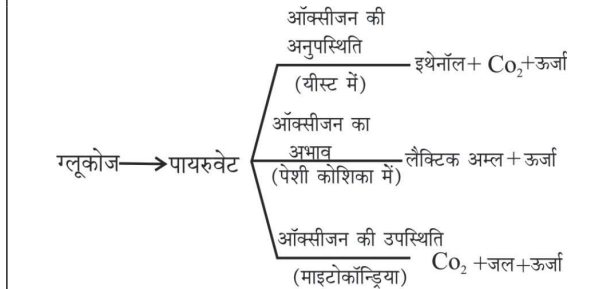 ऑक्सीजन की
अनुपस्थिति
इथेनॉल+ Co₂+ऊर्जा
(यीस्ट में)
ऑक्सीजन का
अभाव
ग्लूकोज→पायरुवेट
लैक्टिक अम्ल+ऊर्जा
(पेशी कोशिका में)
ऑक्सीजन की उपस्थिति
Co₂ +जल+ऊर्जा
(माइटोकॉन्ड्रिया)